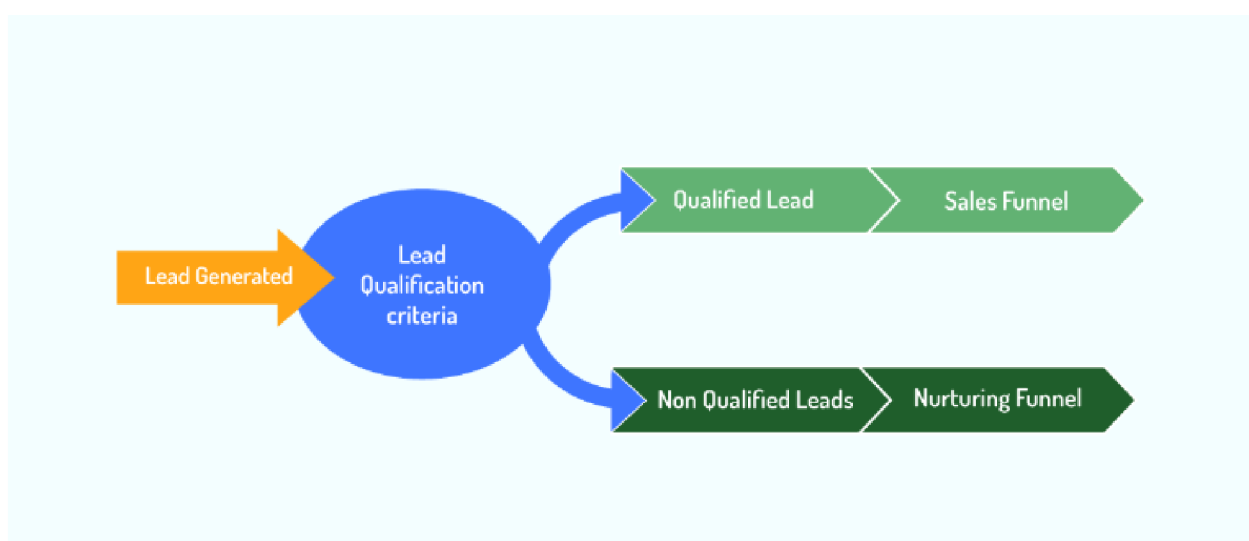 Lead Generated
Lead
Qualification
criteria
Qualified Lead
Sales Funnel
Non Qualified Leads
Nurturing Funnel